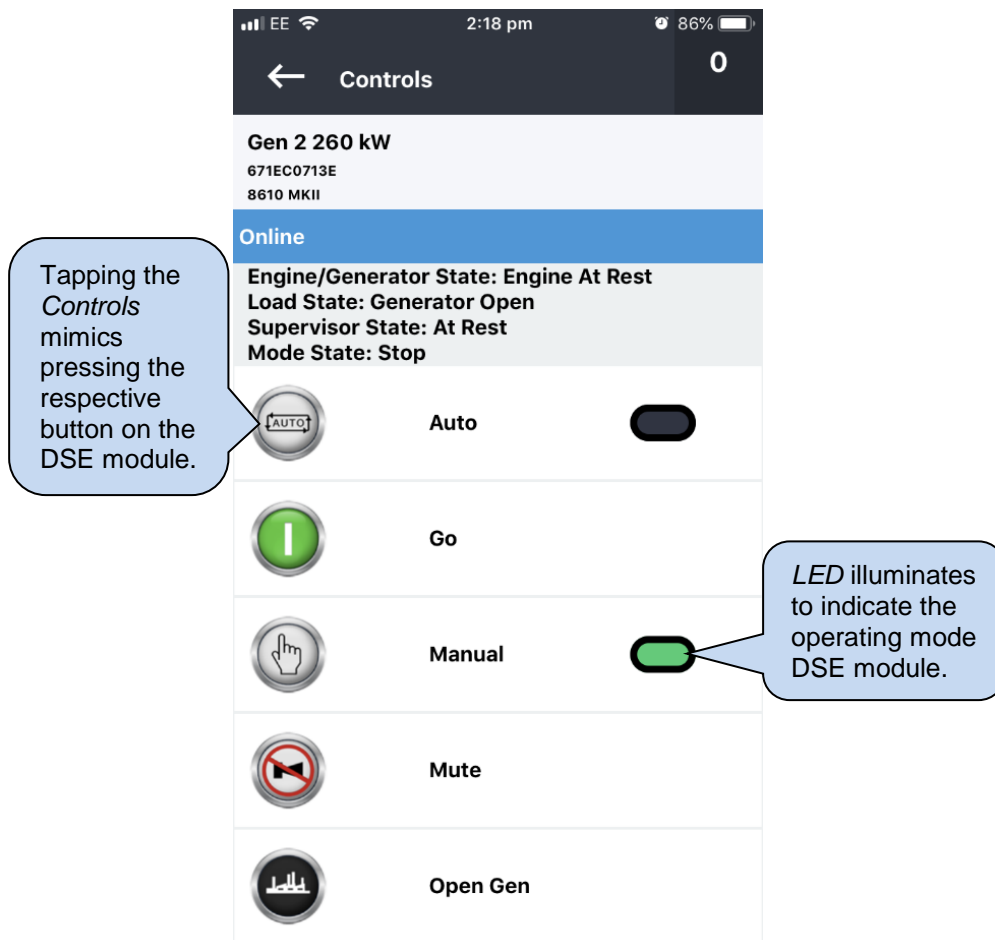 EE 2:18 pm 86%
0
Controls
Gen 2 260 kW
671EC0713E
8610 MKII
Online
Engine/Generator State: Engine At Rest
Load State: Generator Open
Supervisor State: At Rest
Mode State: Stop
Tapping the
Controls
mimics
pressing the
respective
button on the
DSE module.
AUTO
Auto
Go
LED illuminates
to indicate the
operating mode
DSE module.
Manual
Mute
Open Gen